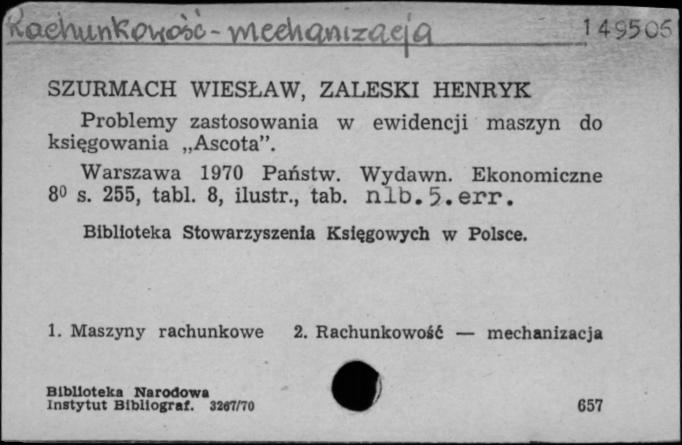 Rachunkowość - mechanizacja 149505
SZURMACH WIESŁAW, ZALESKI HENRYK
Problemy zastosowania w ewidencji maszyn do
księgowania „Ascota”.
Warszawa 1970 Państw. Wydawn. Ekonomiczne
8⁰ s. 255, tabl. 8, ilustr., tab. nlb.5.err.
Biblioteka Stowarzyszenia Księgowych w Polsce.
1. Maszyny rachunkowe 2. Rachunkowość — mechanizacja
Biblioteka Narodowa
Instytut Bibliograf. 3267/70 657